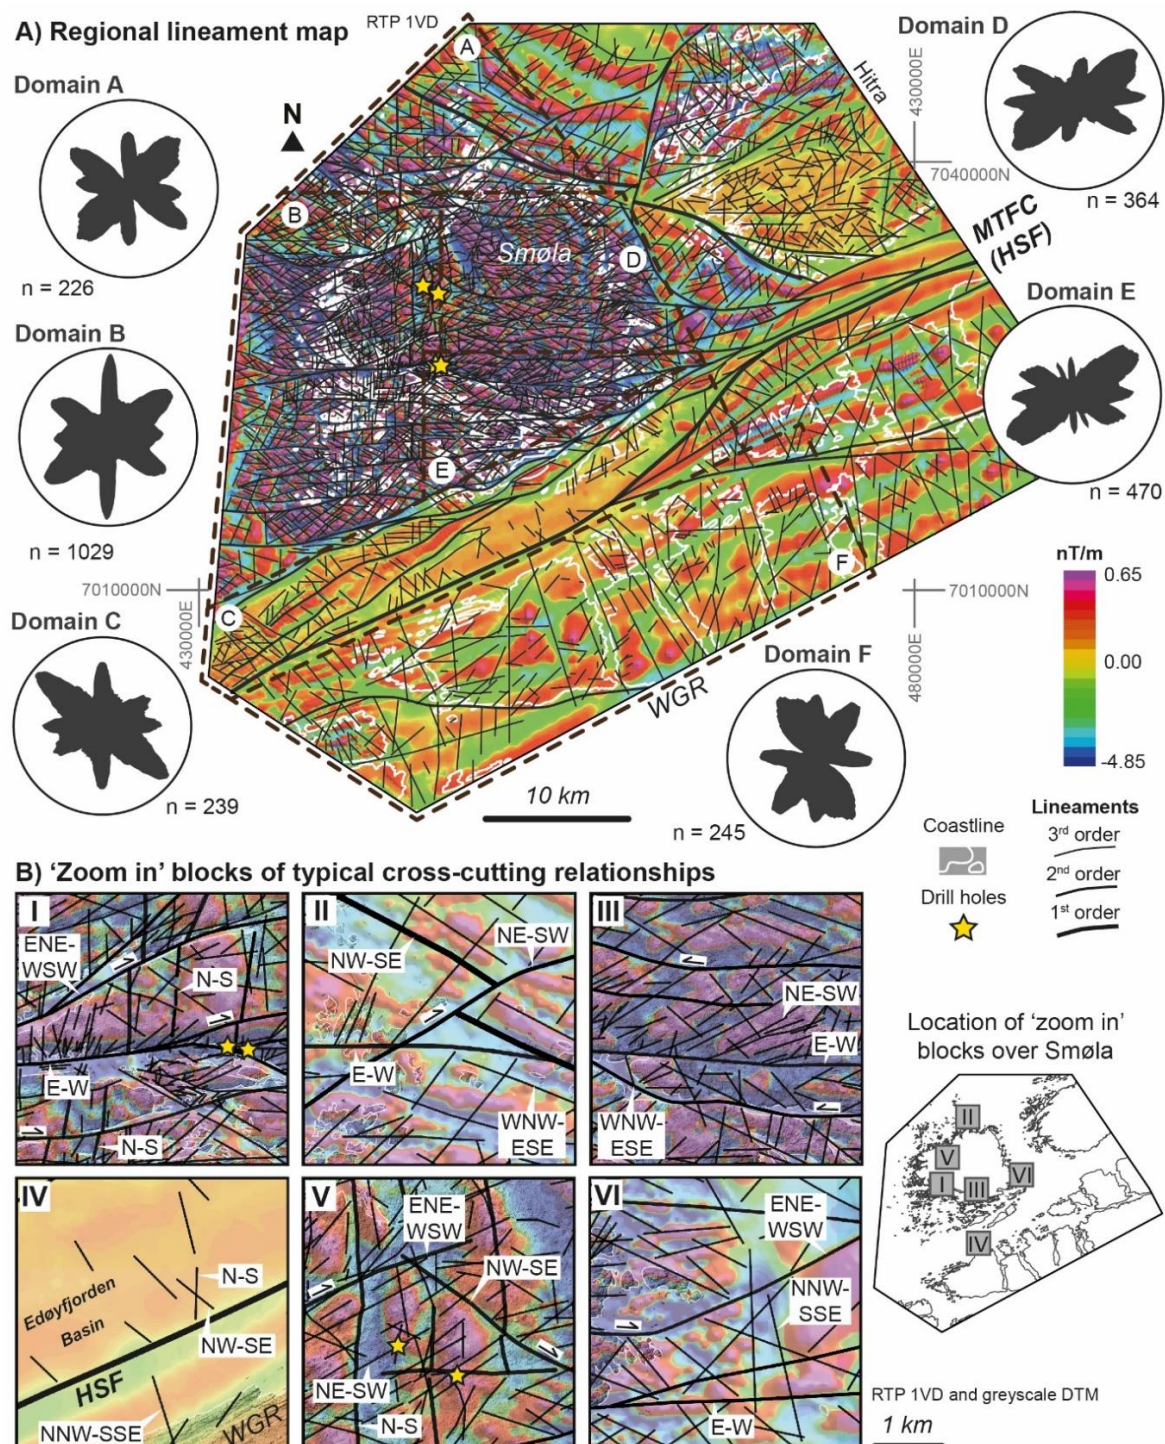 A) Regional lineament map
RTP 1VD
Domain A
n = 226
Domain B
n = 1029
Domain C
n = 239
Domain D
n = 364
Domain E
n = 470
Domain F
n = 245
N
A
B
C
D
E
F
Smøla
Hitra
MTFC
(HSF)
WGR
430000E
7040000N
7010000N
430000E
7010000N
480000E
10 km
nT/m
0.65
0.00
-4.85
Coastline
Drill holes
Lineaments
3rd order
2nd order
1st order
B) 'Zoom in' blocks of typical cross-cutting relationships
I
ENE-
WSW
N-S
E-W
N-S
II
NE-SW
NW-SE
E-W
WNW-
ESE
III
NE-SW
E-W
WNW-
ESE
IV
N-S
Edøyfjorden
Basin
NW-SE
HSF
NNW-SSE
WGR
V
ENE-
WSW
NW-SE
NE-SW
N-S
VI
ENE-
WSW
NNW-
SSE
E-W
Location of 'zoom in'
blocks over Smøla
II
V
I
III
VI
IV
RTP 1VD and greyscale DTM
1 km